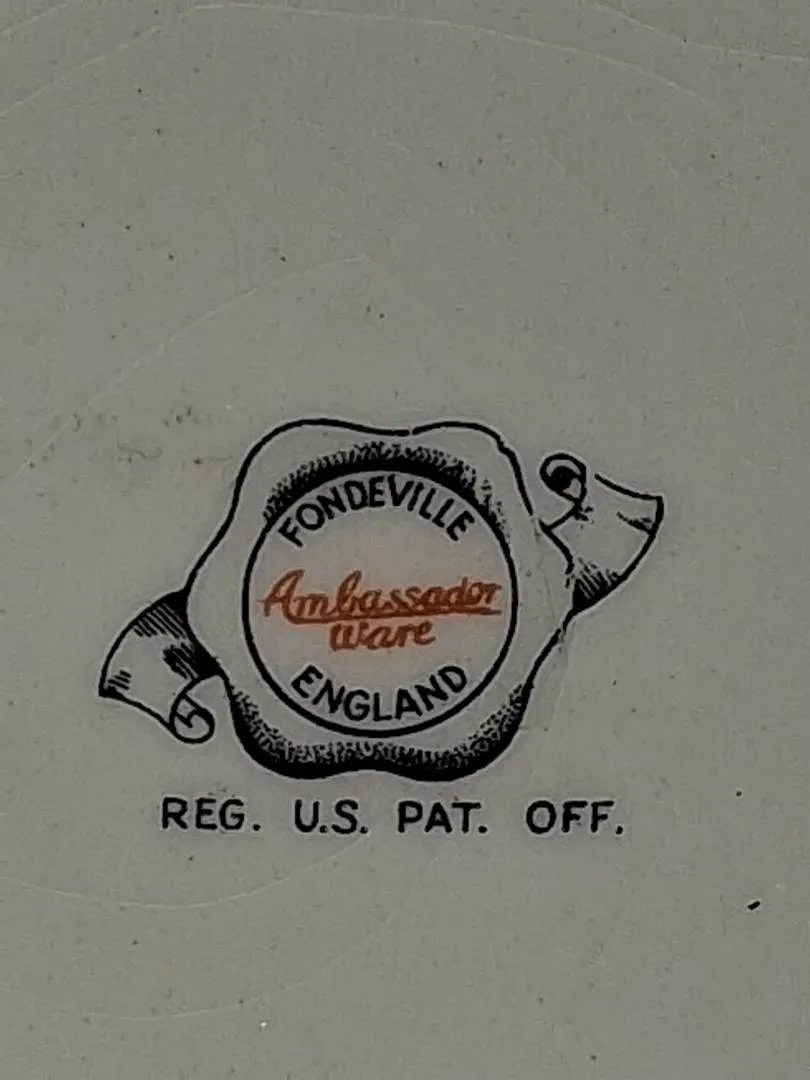 FONDEVILLE
Ambassador
ware
ENGLAND
REG. U.S. PAT. OFF.